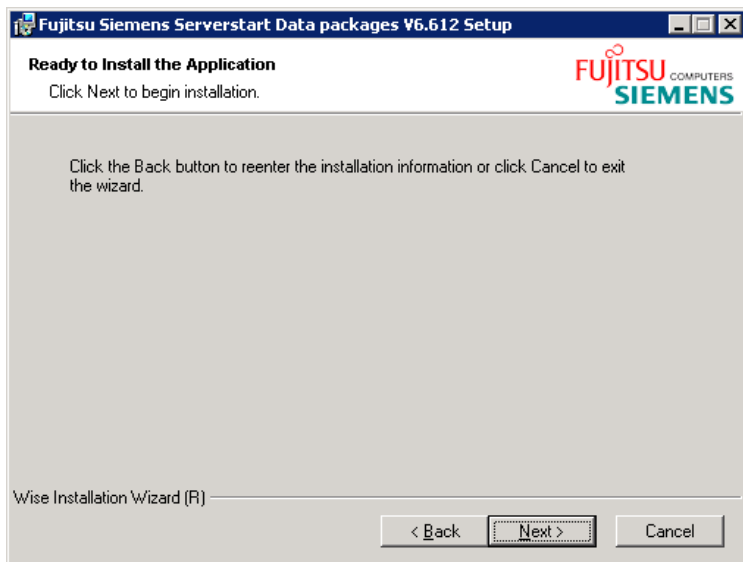 Fujitsu Siemens Serverstart Data packages V6.612 Setup
Ready to Install the Application
Click Next to begin installation.
FUJITSU COMPUTERS
SIEMENS
Click the Back button to reenter the installation information or click Cancel to exit
the wizard.
Wise Installation Wizard (R)
< Back Next > Cancel